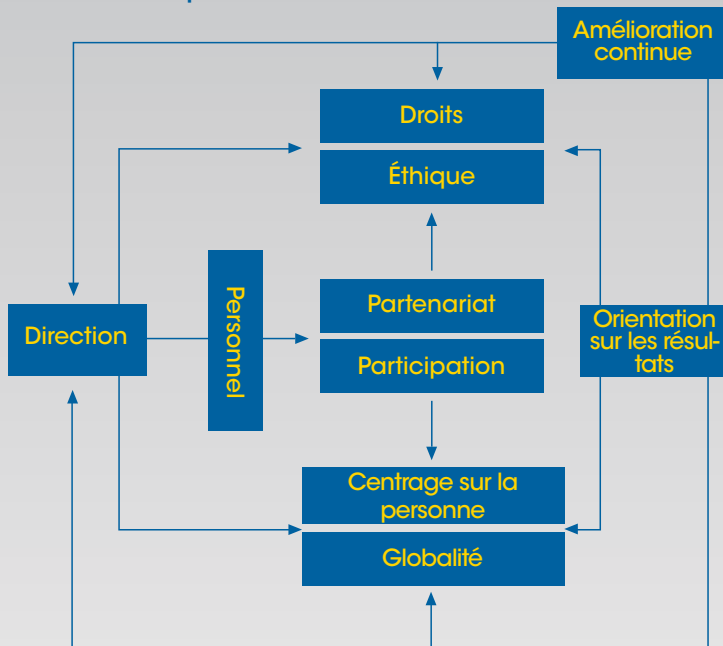 Amélioration
continue
Droits
Éthique
Personnel
Partenariat
Direction
Participation
Orientation
sur les résul-
tats
Centrage sur la
personne
Globalité